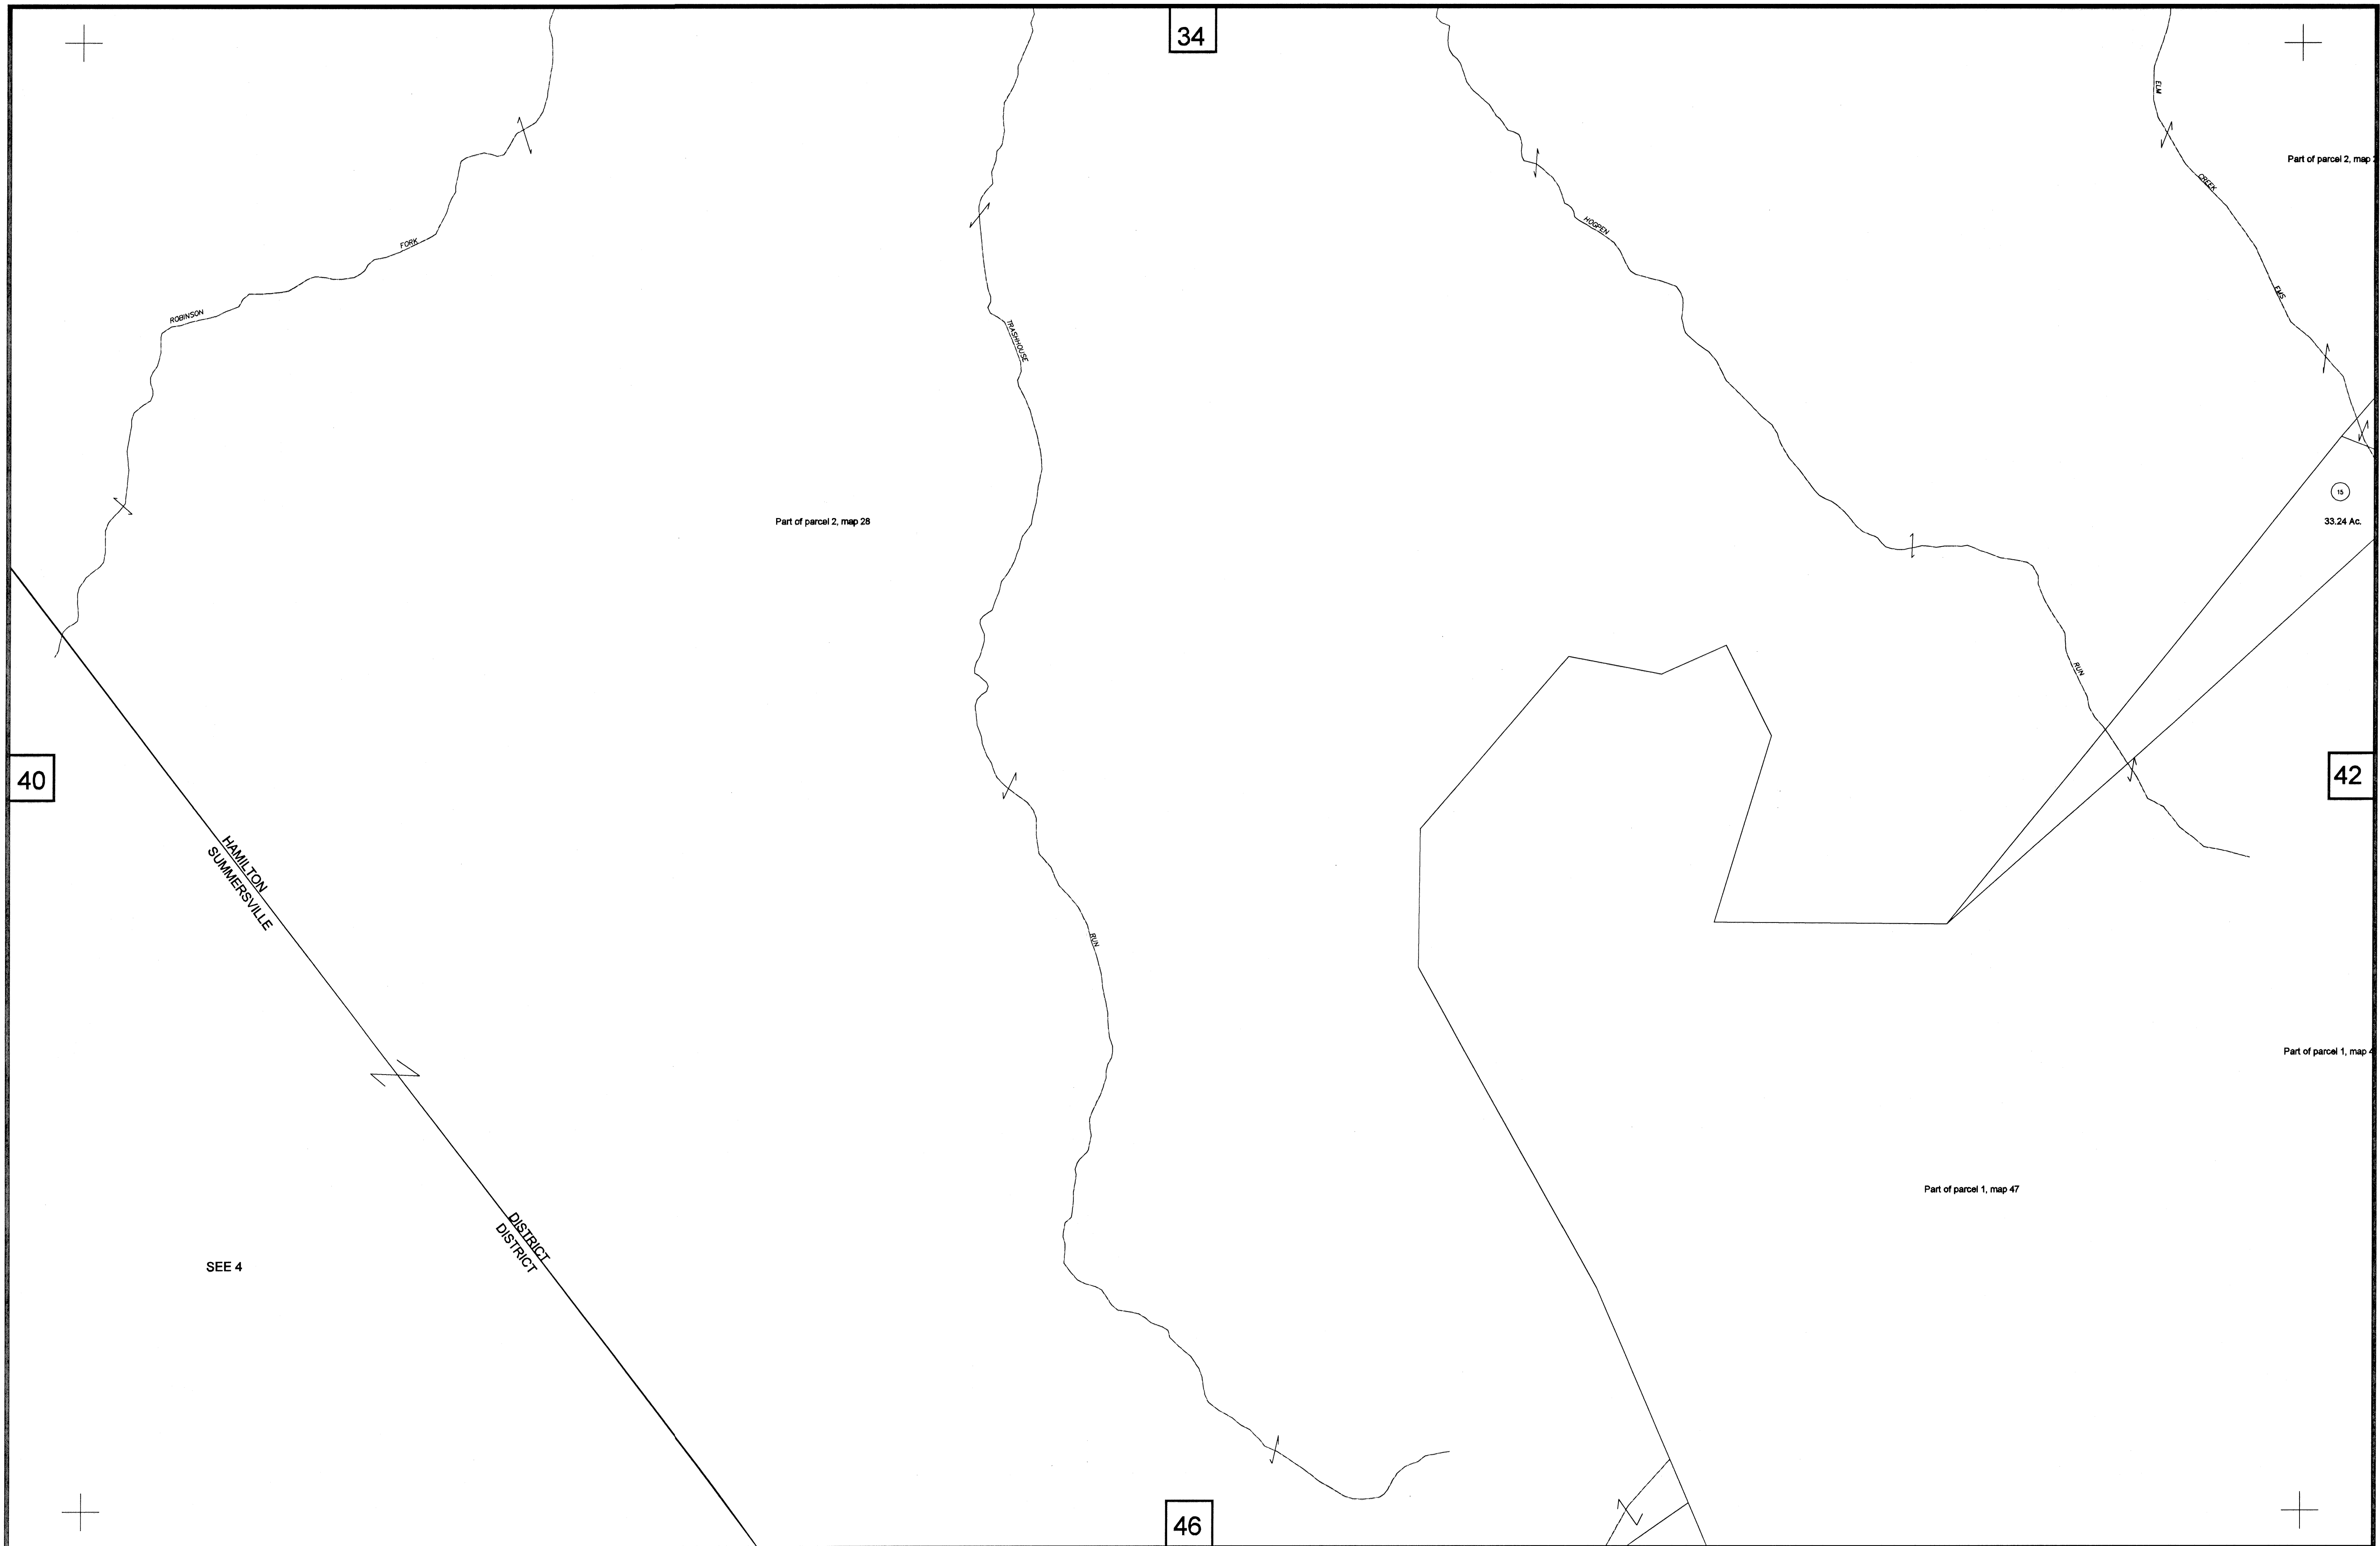 34
ELM
Part of parcel 2, map
CREEK
HOGPEN
FORK
ROBINSON
TRASHHOUSE
15
33.24 Ac.
Part of parcel 2, map 28
RUN
40
42
HAMILTON
SUMMERSVILLE
RUN
Part of parcel 1, map
Part of parcel 1, map 47
DISTRICT
DISTRICT
SEE 4
46